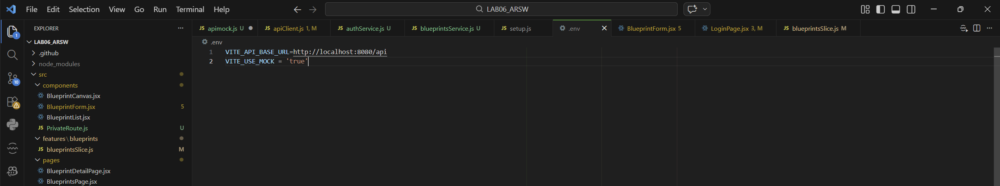 File Edit Selection View Go Run Terminal Help LAB06_ARSW
EXPLORER
1
LAB06_ARSW
.github
node_modules
src
components
BlueprintCanvas.jsx
BlueprintForm.jsx 5
BlueprintList.jsx
JS PrivateRoute.js U
features\blueprints
JS blueprintsSlice.js M
pages
BlueprintDetailPage.jsx
BlueprintsPage.jsx
10
JS apimock.js U JS apiClient.js 1, M JS authService.js U JS blueprintsService.js U JS setup.js .env BlueprintForm.jsx 5 LoginPage.jsx 3, M JS blueprintsSlice.js M
.env
1 VITE_API_BASE_URL=http://localhost:8080/api
2 VITE_USE_MOCK = 'true'